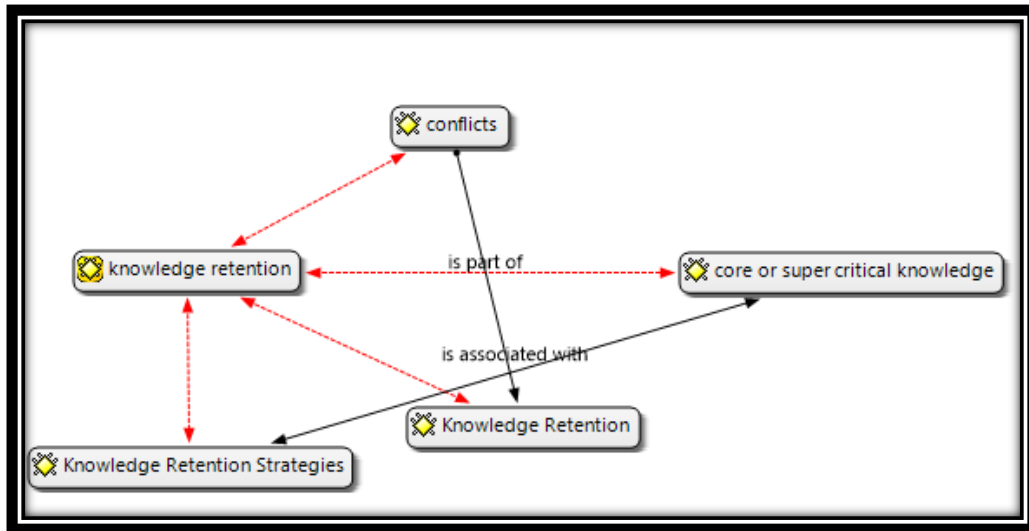 conflicts
knowledge retention
is part of
core or super critical knowledge
is associated with
Knowledge Retention
Knowledge Retention Strategies